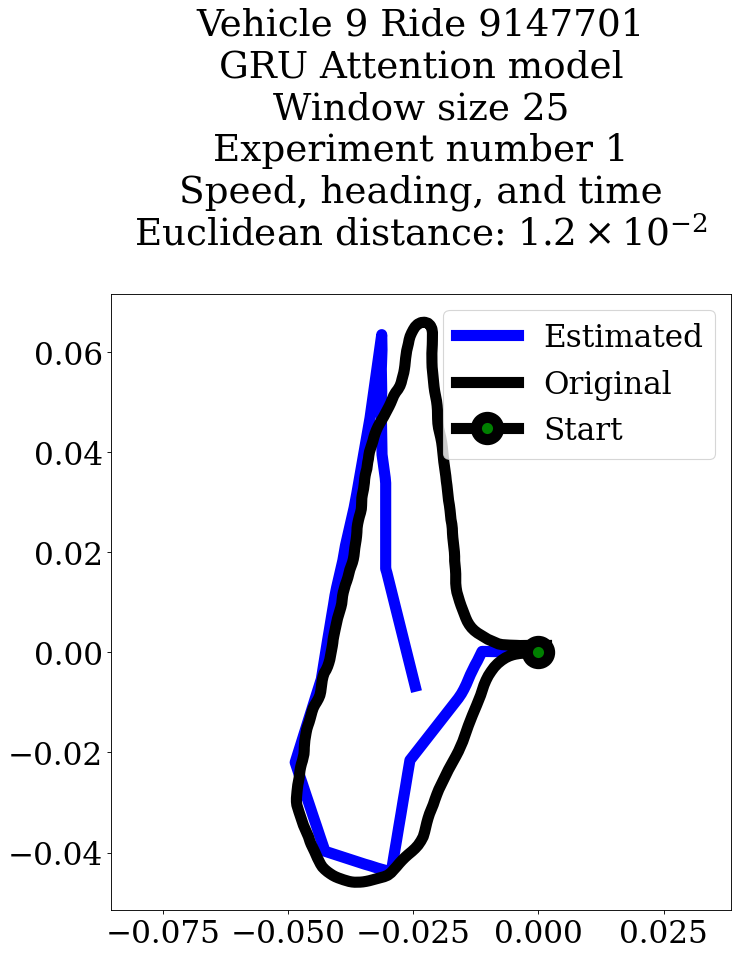 Vehicle 9 Ride 9147701
GRU Attention model
Window size 25
Experiment number 1
Speed, heading, and time
Euclidean distance: 1.2 × 10⁻²
Estimated
Original
Start
0.06
0.04
0.02
0.00
−0.02
−0.04
−0.075 −0.050 −0.025 0.000 0.025